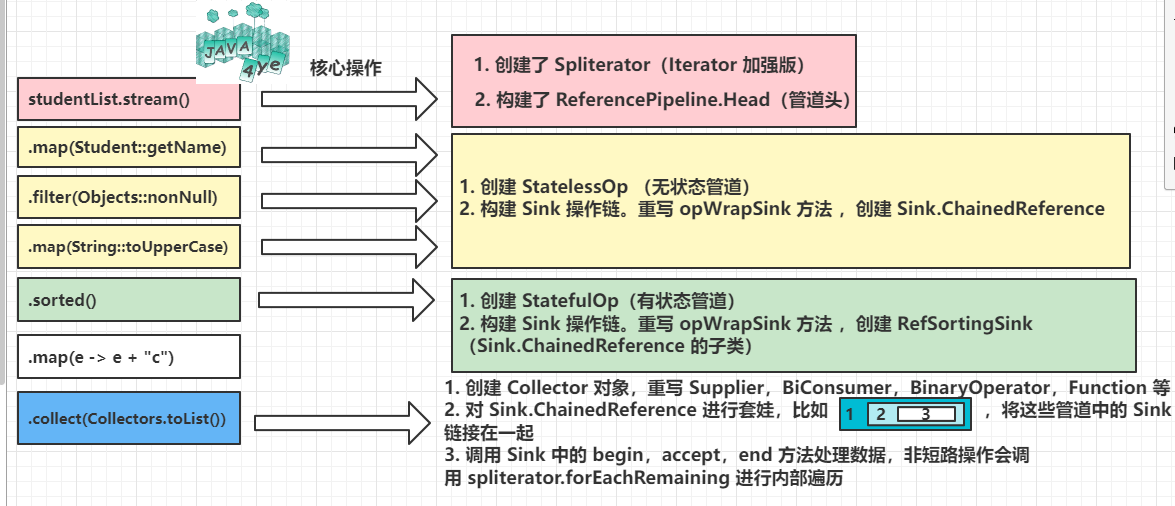 JAVA
4ye
核心操作
studentList.stream()
1. 创建了 Spliterator（Iterator 加强版）
2. 构建了 ReferencePipeline.Head（管道头）
.map(Student::getName)
.filter(Objects::nonNull)
.map(String::toUpperCase)
1. 创建 StatelessOp （无状态管道）
2. 构建 Sink 操作链。重写 opWrapSink 方法 ，创建 Sink.ChainedReference
.sorted()
1. 创建 StatefulOp（有状态管道）
2. 构建 Sink 操作链。重写 opWrapSink 方法 ，创建 RefSortingSink
（Sink.ChainedReference 的子类）
.map(e -> e + "c")
.collect(Collectors.toList())
1. 创建 Collector 对象，重写 Supplier，BiConsumer，BinaryOperator，Function 等
2. 对 Sink.ChainedReference 进行套娃，比如 1 2 3 ，将这些管道中的 Sink
链接在一起
3. 调用 Sink 中的 begin，accept，end 方法处理数据，非短路操作会调
用 spliterator.forEachRemaining 进行内部遍历